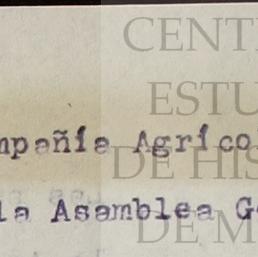 CENT
ESTU
DE HIS
DE M
mpañía Agríco
la Asamblea G